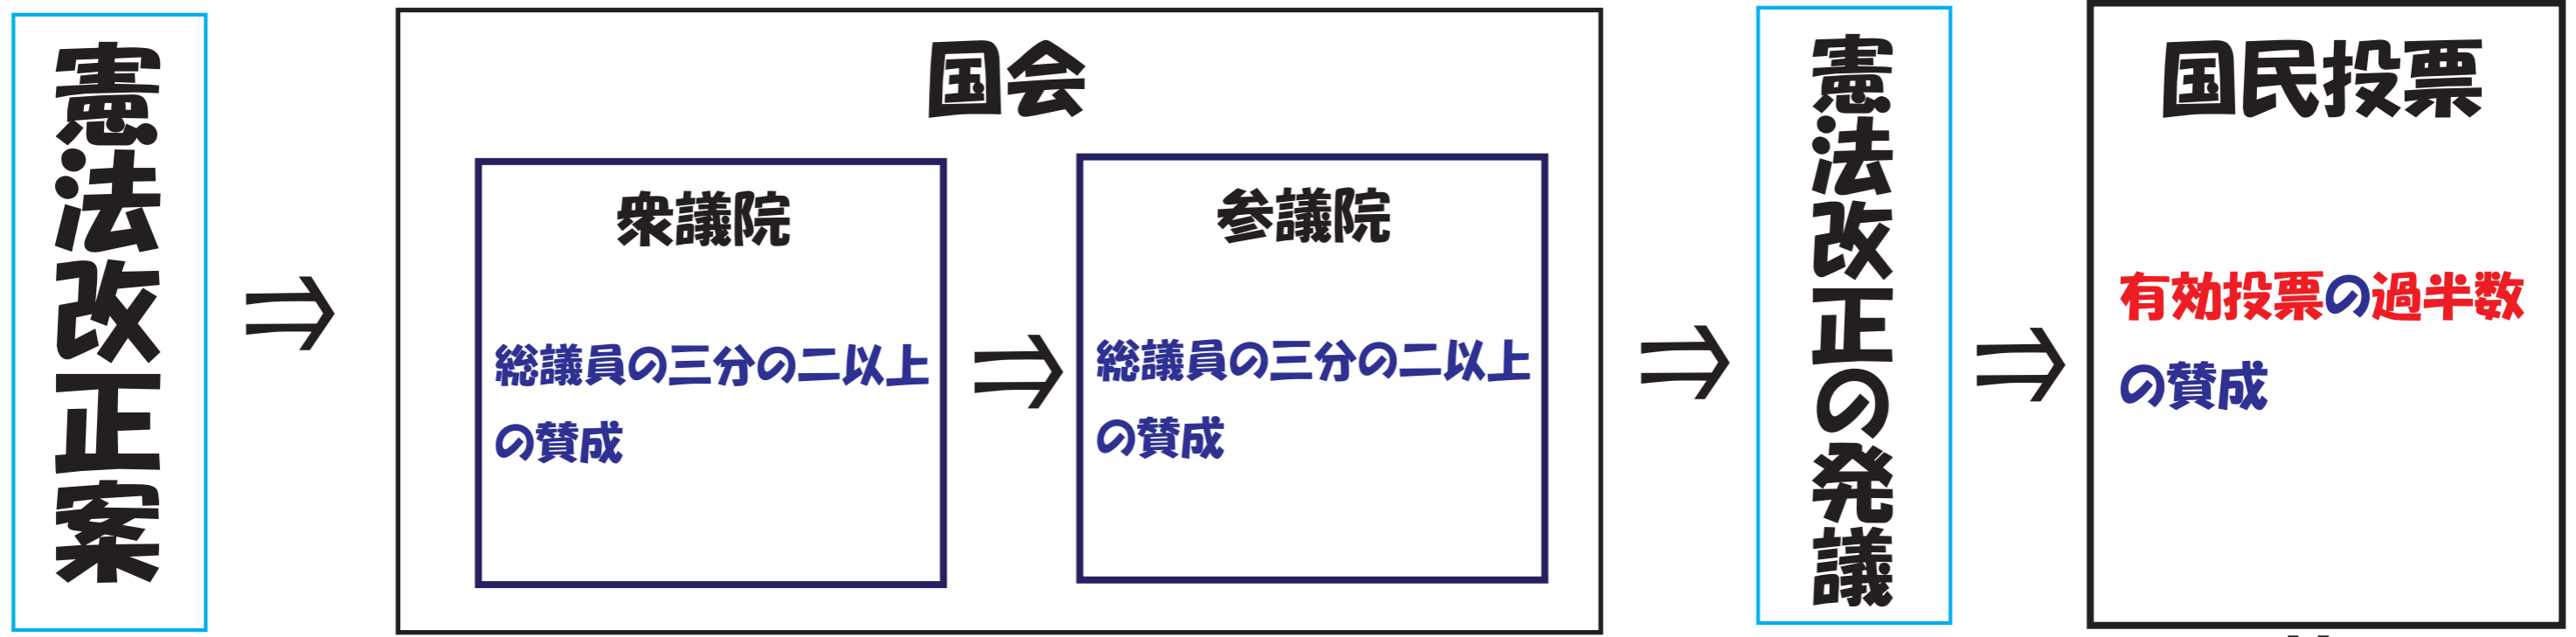 憲法改正案
⇒
国会
衆議院
総議員の三分の二以上
の賛成
⇒
参議院
総議員の三分の二以上
の賛成
⇒
憲法改正の発議
⇒
国民投票
有効投票の過半数
の賛成